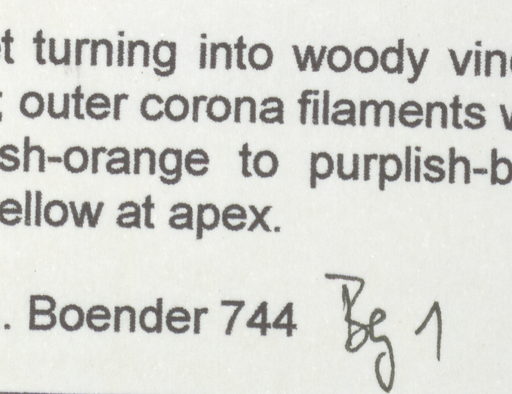 t turning into woody vin
; outer corona filaments w
sh-orange to purplish-b
ellow at apex.
. Boender 744 Bg 1